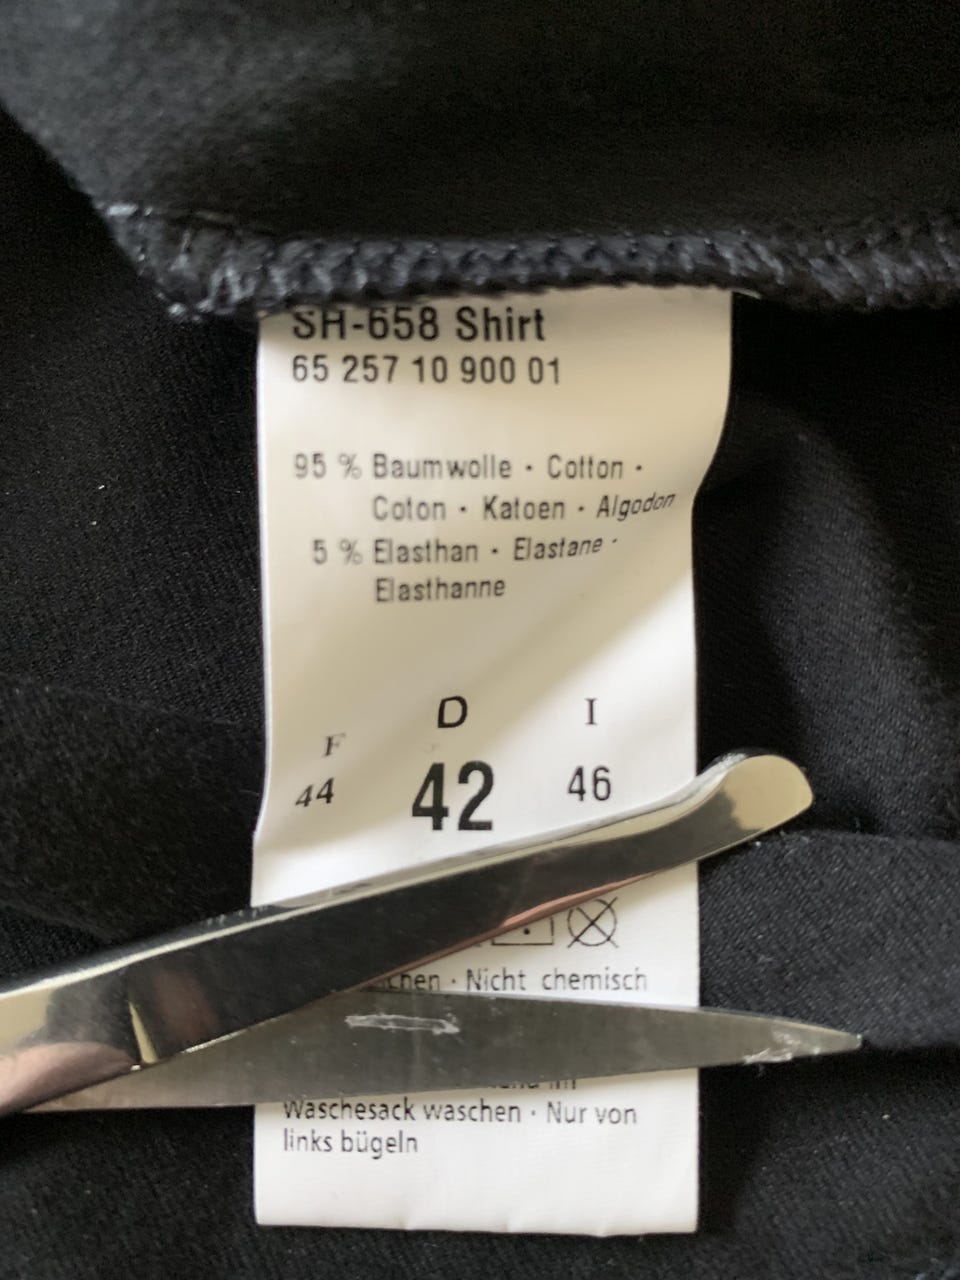 SH-658 Shirt
65 257 10 900 01
95 % Baumwolle · Cotton ·
Coton · Katoen · Algodon
5 % Elasthan · Elastane ·
Elasthanne
F D I
44 42 46
Nicht chemisch
Waschesack waschen · Nur von
links bügeln